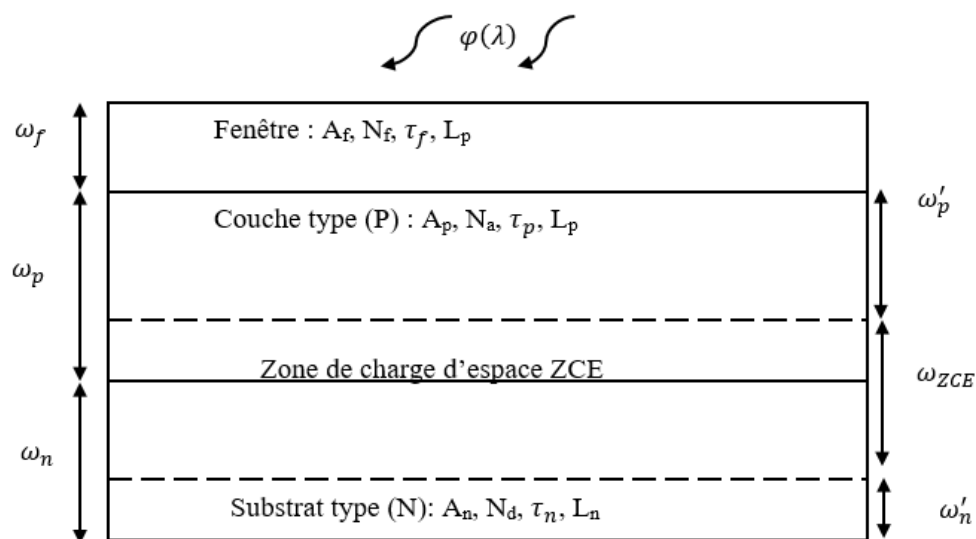 φ(λ)
ω_f
Fenêtre : A_f, N_f, τ_f, L_p
ω'_p
Couche type (P) : A_p, N_a, τ_p, L_p
ω_p
Zone de charge d'espace ZCE
ω_ZCE
ω_n
Substrat type (N): A_n, N_d, τ_n, L_n
ω'_n